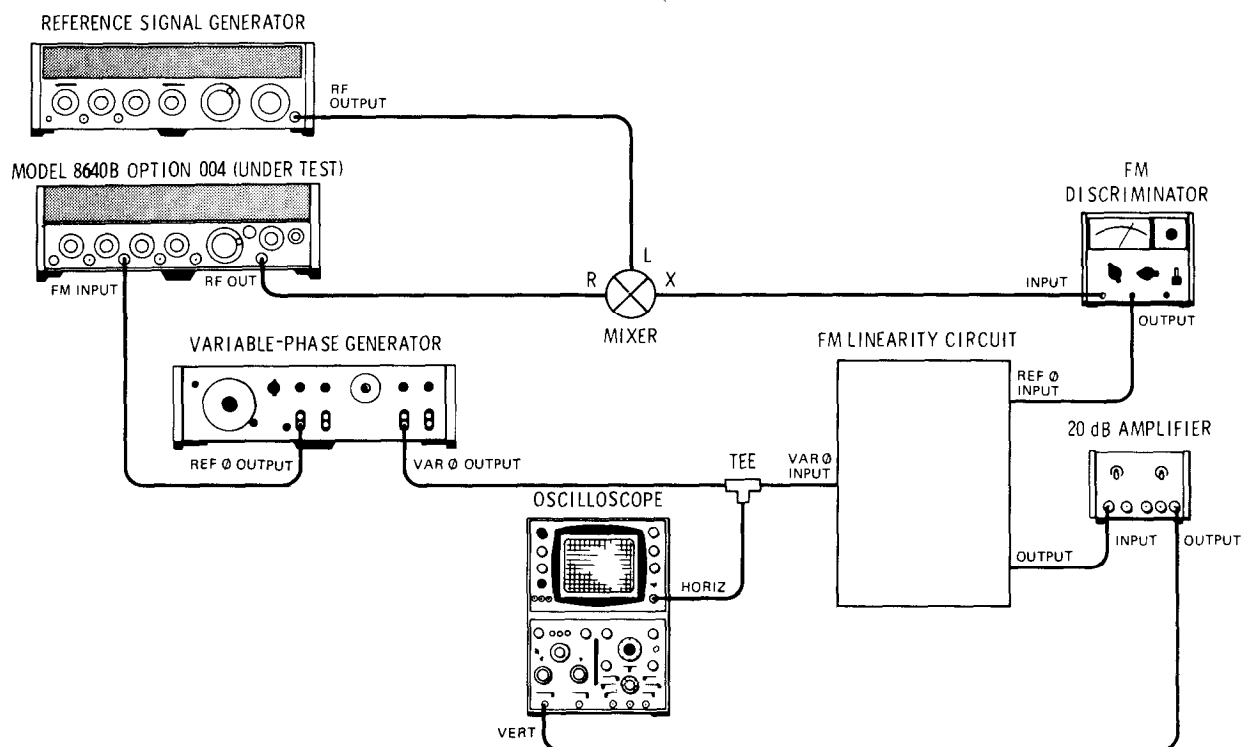 REFERENCE SIGNAL GENERATOR
RF
OUTPUT
MODEL 8640B OPTION 004 (UNDER TEST)
FM INPUT
RF OUT
R
L
X
MIXER
FM
DISCRIMINATOR
INPUT
OUTPUT
VARIABLE-PHASE GENERATOR
REF Ø OUTPUT
VAR Ø OUTPUT
TEE
VAR Ø
INPUT
FM LINEARITY CIRCUIT
REF Ø
INPUT
OUTPUT
20 dB AMPLIFIER
INPUT
OUTPUT
OSCILLOSCOPE
HORIZ
VERT